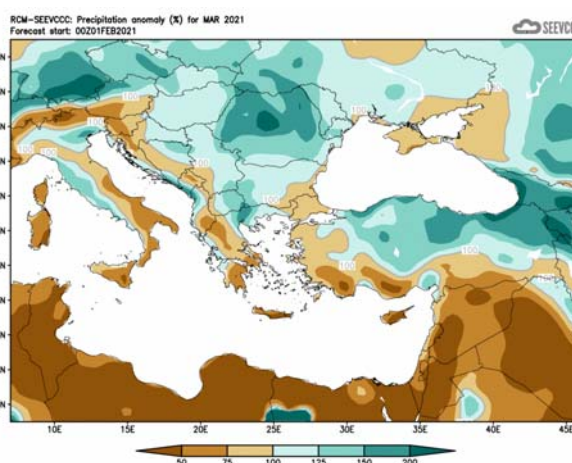 RCM-SEEVCCC: Precipitation anomaly (%) for MAR 2021
Forecast start: 00Z01FEB2021
SEEVCCC
100
100
100
100
100
100
100
100
100
N
N
N
N
N
N
N
N
N
N
N
10E 15E 20E 25E 30E 35E 40E 45E
50 75 100 125 150 200